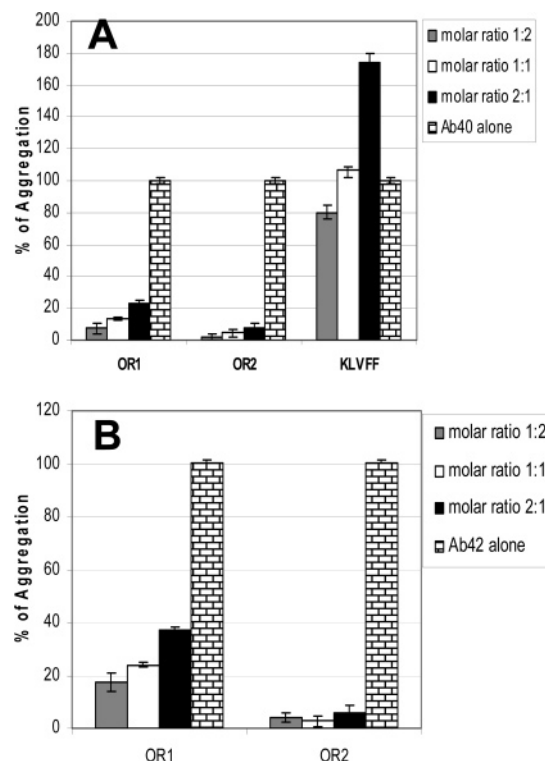 A
% of Aggregation
200
180
160
140
120
100
80
60
40
20
0
OR1 OR2 KLVFF
molar ratio 1:2
molar ratio 1:1
molar ratio 2:1
Ab40 alone
B
% of Aggregation
120
100
80
60
40
20
0
OR1 OR2
molar ratio 1:2
molar ratio 1:1
molar ratio 2:1
Ab42 alone